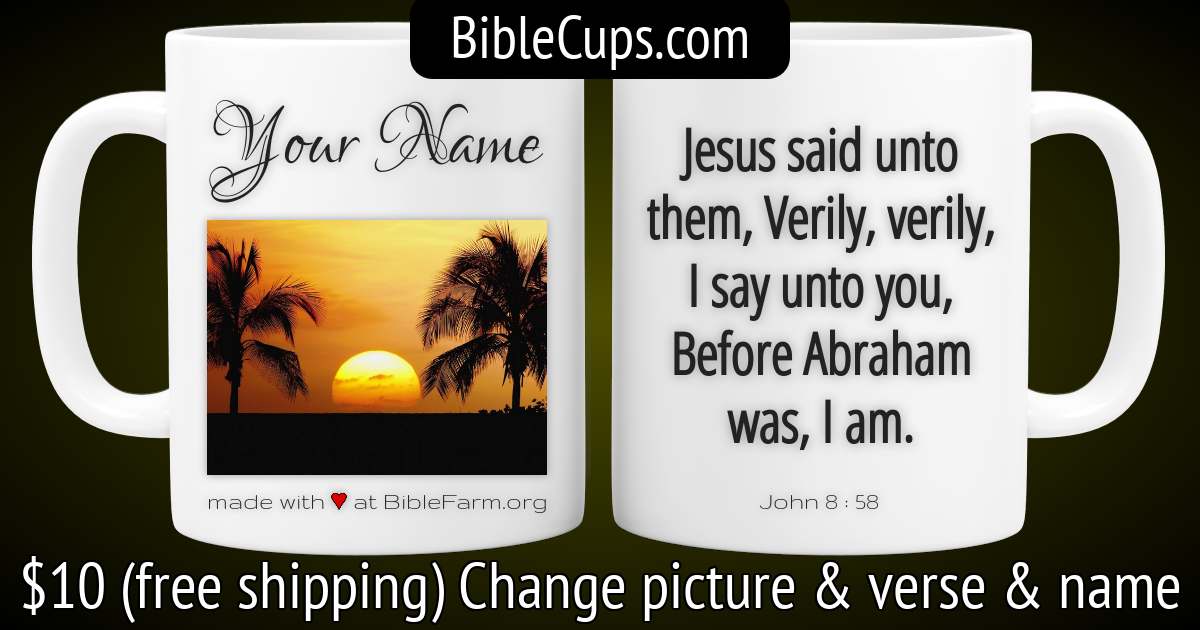 BibleCups.com
Your Name
made with ♥ at BibleFarm.org
Jesus said unto
them, Verily, verily,
I say unto you,
Before Abraham
was, I am.
John 8 : 58
$10 (free shipping) Change picture & verse & name